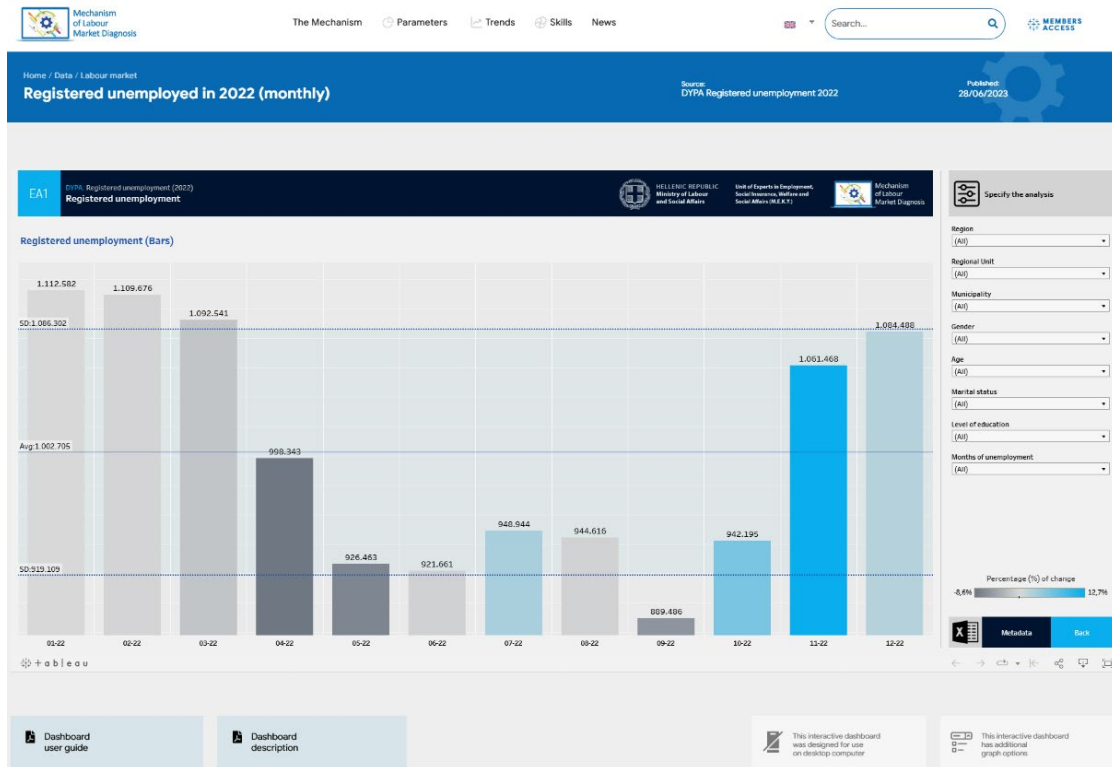 Mechanism
of Labour
Market Diagnosis
The Mechanism
Parameters
Trends
Skills
News
Search...
MEMBERS
ACCESS
Home / Data / Labour market
Registered unemployed in 2022 (monthly)
Source:
DYPA Registered unemployment 2022
Published:
28/06/2023
EA1
DYPA: Registered unemployment (2022)
Registered unemployment
HELLENIC REPUBLIC
Ministry of Labour
and Social Affairs
Unit of Experts in Employment,
Social Insurance, Welfare and
Social Affairs (M.E.K.Y.)
Mechanism
of Labour
Market Diagnosis
Specify the analysis
Registered unemployment (Bars)
1.112.582
1.109.676
1.092.541
SD:1.086.302
1.084.488
1.061.468
Avg:1.002.705
998.343
948.944
944.616
942.195
926.463
921.661
SD:919.109
889.486
01-22
02-22
03-22
04-22
05-22
06-22
07-22
08-22
09-22
10-22
11-22
12-22
Region
(All)
Regional Unit
(All)
Municipality
(All)
Gender
(All)
Age
(All)
Marital status
(All)
Level of education
(All)
Months of unemployment
(All)
Percentage (%) of change
-8,6%
12,7%
Metadata
Back
+ a b l e a u
Dashboard
user guide
Dashboard
description
This interactive dashboard
was designed for use
on desktop computer
This interactive dashboard
has additional
graph options